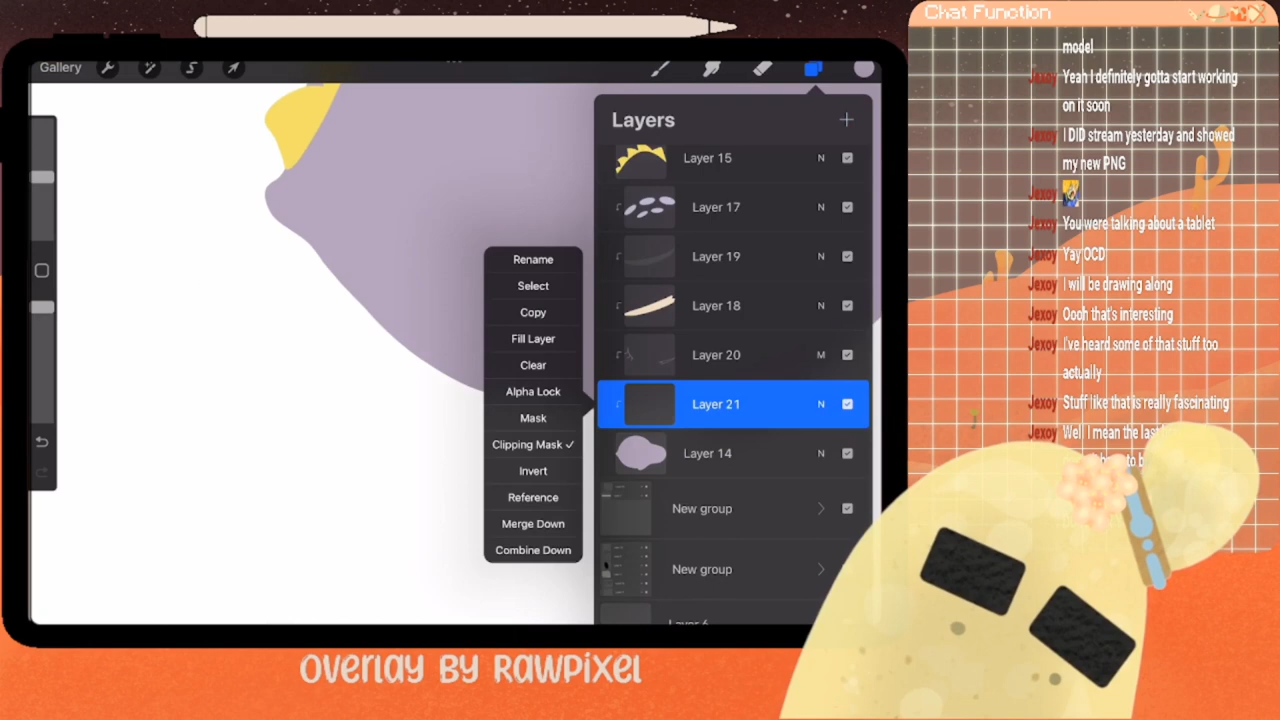 Chat Function
Gallery
Layers
Layer 15 N
Layer 17 N
Layer 19 N
Layer 18 N
Layer 20 M
Layer 21 N
Layer 14 N
New group
New group
Layer 6
Rename
Select
Copy
Fill Layer
Clear
Alpha Lock
Mask
Clipping Mask ✓
Invert
Reference
Merge Down
Combine Down
model
Jexoy Yeah I definitely gotta start working
on it soon
Jexoy I DID stream yesterday and showed
my new PNG
Jexoy
Jexoy You were talking about a tablet
Jexoy Yay OCD
Jexoy I will be drawing along
Jexoy Oooh that's interesting
Jexoy I've heard some of that stuff too
actually
Jexoy Stuff like that is really fascinating
Jexoy Well I mean the
to b
OVERLAY BY RAWPIXEL